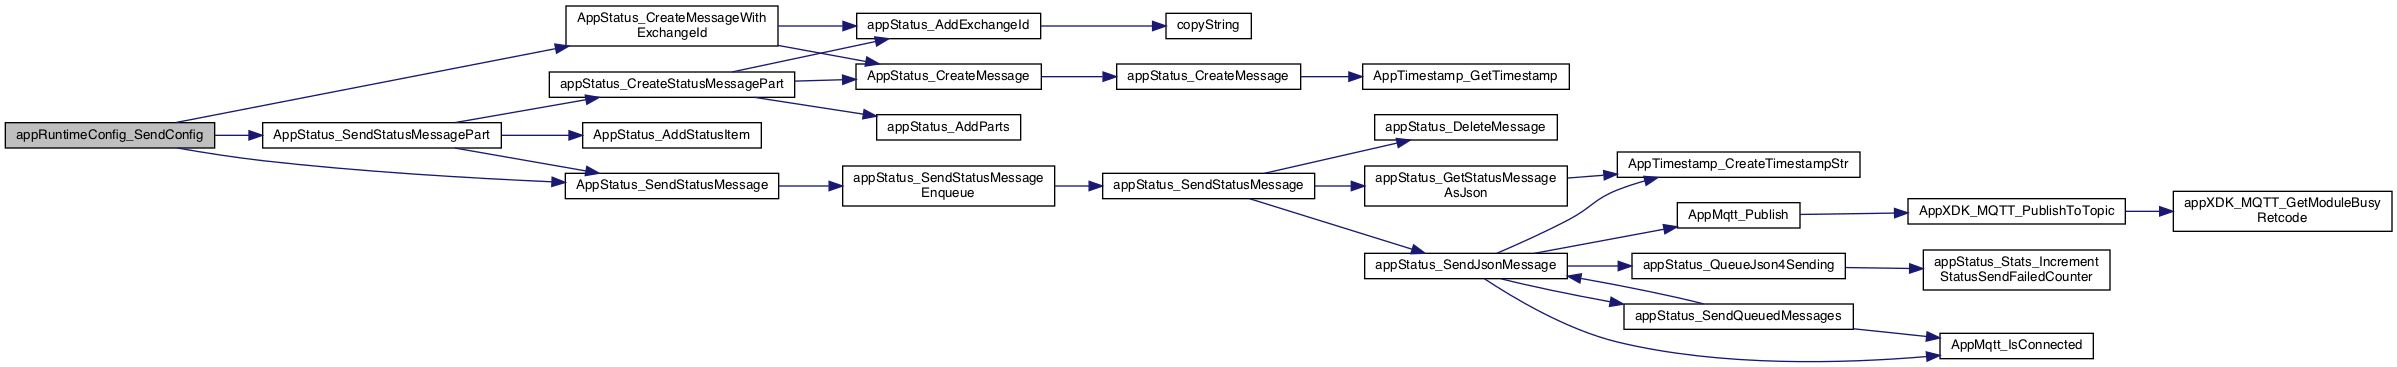 appRuntimeConfig_SendConfig
AppStatus_CreateMessageWith
ExchangeId
appStatus_CreateStatusMessagePart
AppStatus_SendStatusMessagePart
AppStatus_AddStatusItem
AppStatus_SendStatusMessage
appStatus_AddExchangeId
copyString
AppStatus_CreateMessage
appStatus_CreateMessage
AppTimestamp_GetTimestamp
appStatus_AddParts
appStatus_SendStatusMessage
Enqueue
appStatus_SendStatusMessage
appStatus_DeleteMessage
appStatus_GetStatusMessage
AsJson
AppTimestamp_CreateTimestampStr
appStatus_SendJsonMessage
AppMqtt_Publish
AppXDK_MQTT_PublishToTopic
appXDK_MQTT_GetModuleBusy
Retcode
appStatus_QueueJson4Sending
appStatus_Stats_Increment
StatusSendFailedCounter
appStatus_SendQueuedMessages
AppMqtt_IsConnected